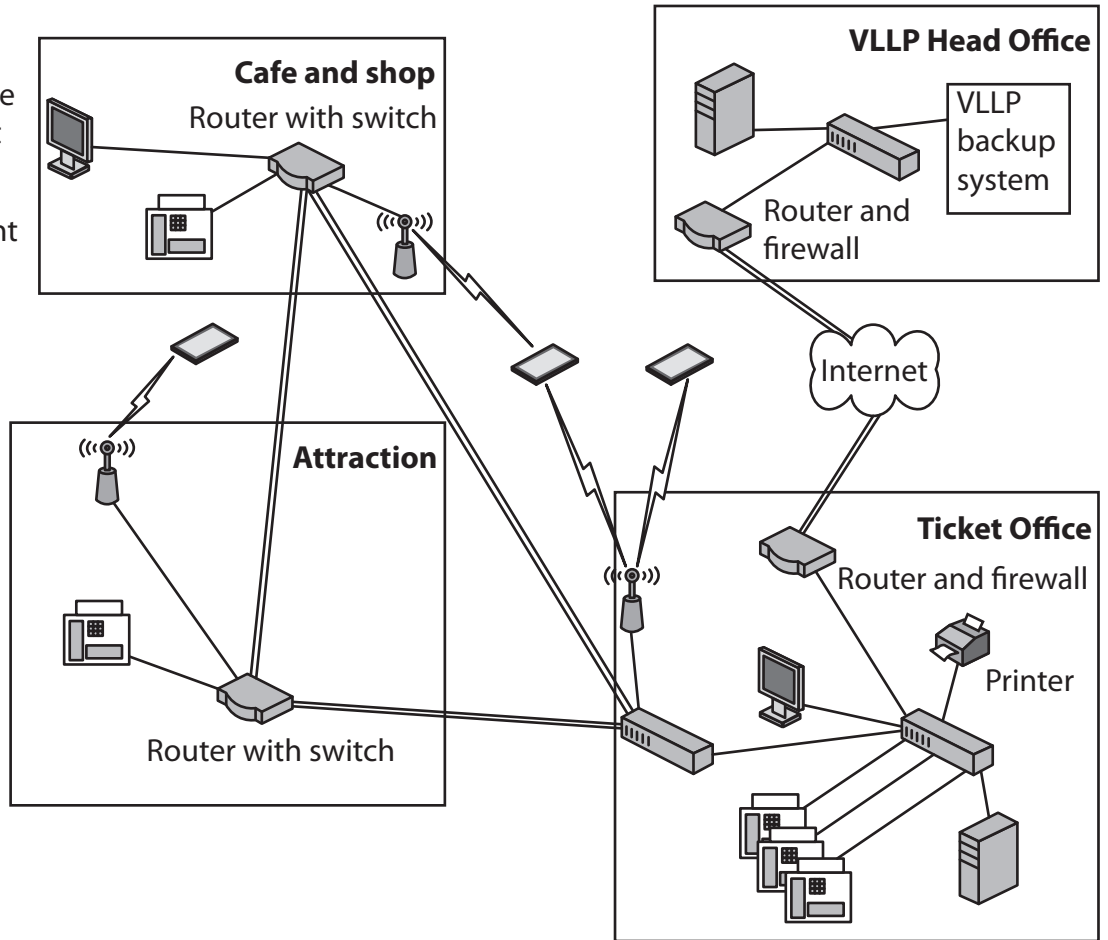 VLLP Head Office
VLLP
backup
system
Router and
firewall
Cafe and shop
Router with switch
Internet
Attraction
Router with switch
Ticket Office
Router and firewall
Printer